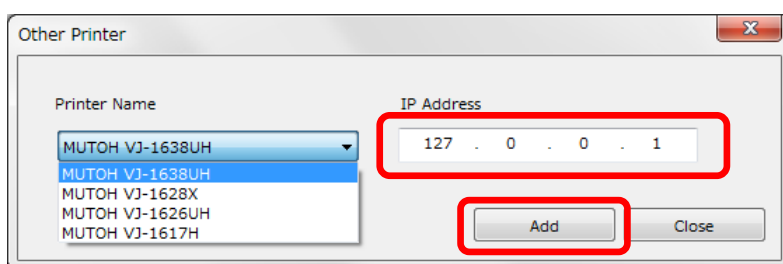 Other Printer
x
Printer Name
IP Address
MUTOH VJ-1638UH
127 . 0 . 0 . 1
MUTOH VJ-1638UH
MUTOH VJ-1628X
MUTOH VJ-1626UH
MUTOH VJ-1617H
Add
Close